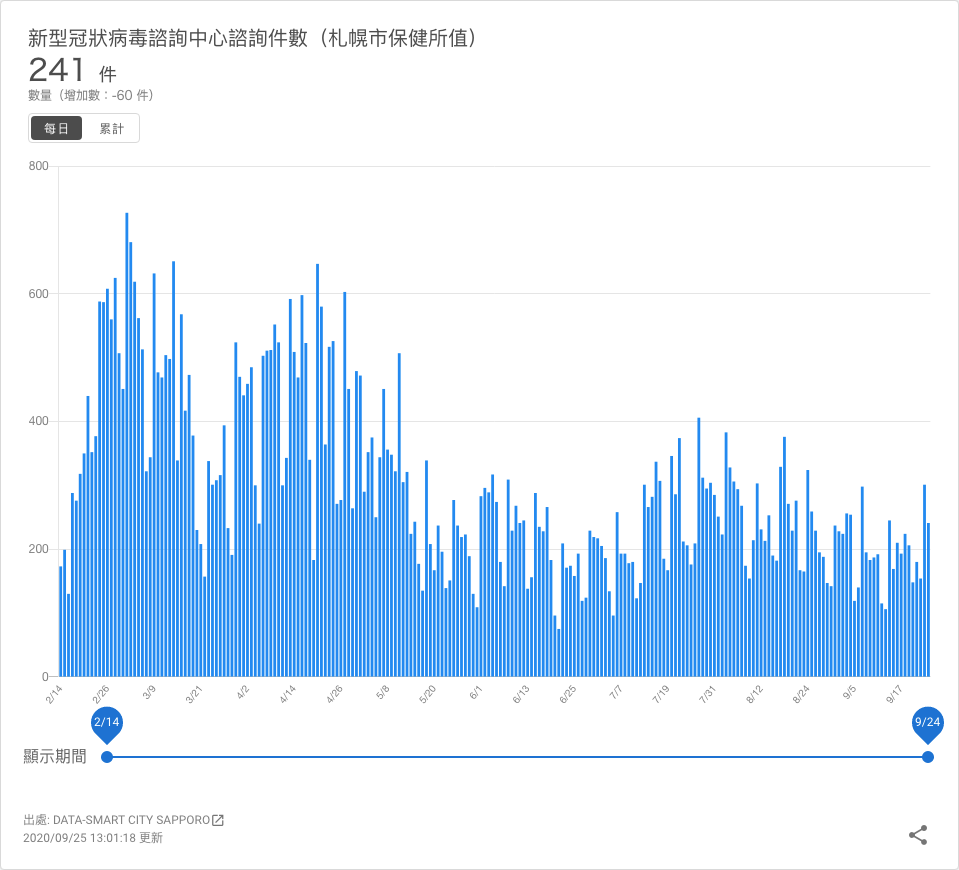 新型冠狀病毒諮詢中心諮詢件數（札幌市保健所值）
241 件
數量（增加數：-60 件）
每日 累計
800
600
400
200
0
2/14 2/26 3/9 3/21 4/2 4/14 4/26 5/8 5/20 6/1 6/13 6/25 7/7 7/19 7/31 8/12 8/24 9/5 9/17
2/14 9/24
顯示期間
出處: DATA-SMART CITY SAPPORO
2020/09/25 13:01:18 更新